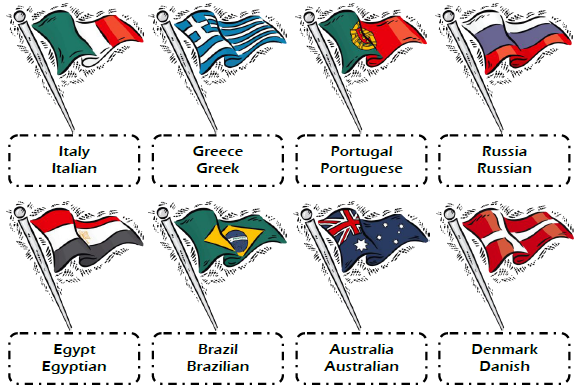 Italy
Italian
Greece
Greek
Portugal
Portuguese
Russia
Russian
Egypt
Egyptian
Brazil
Brazilian
Australia
Australian
Denmark
Danish